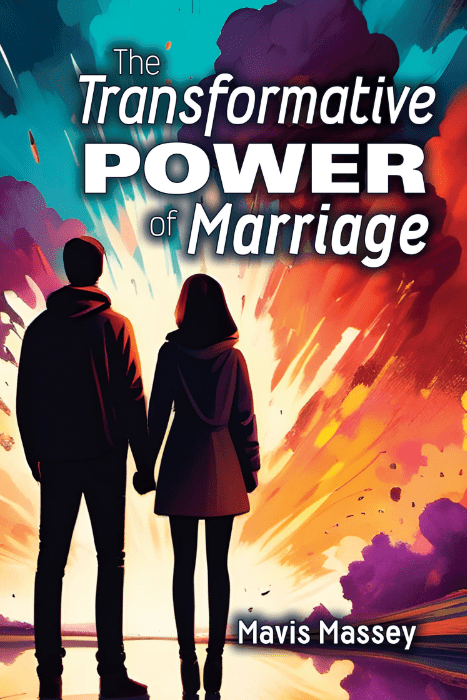 The
Transformative
POWER
of Marriage
Mavis Massey